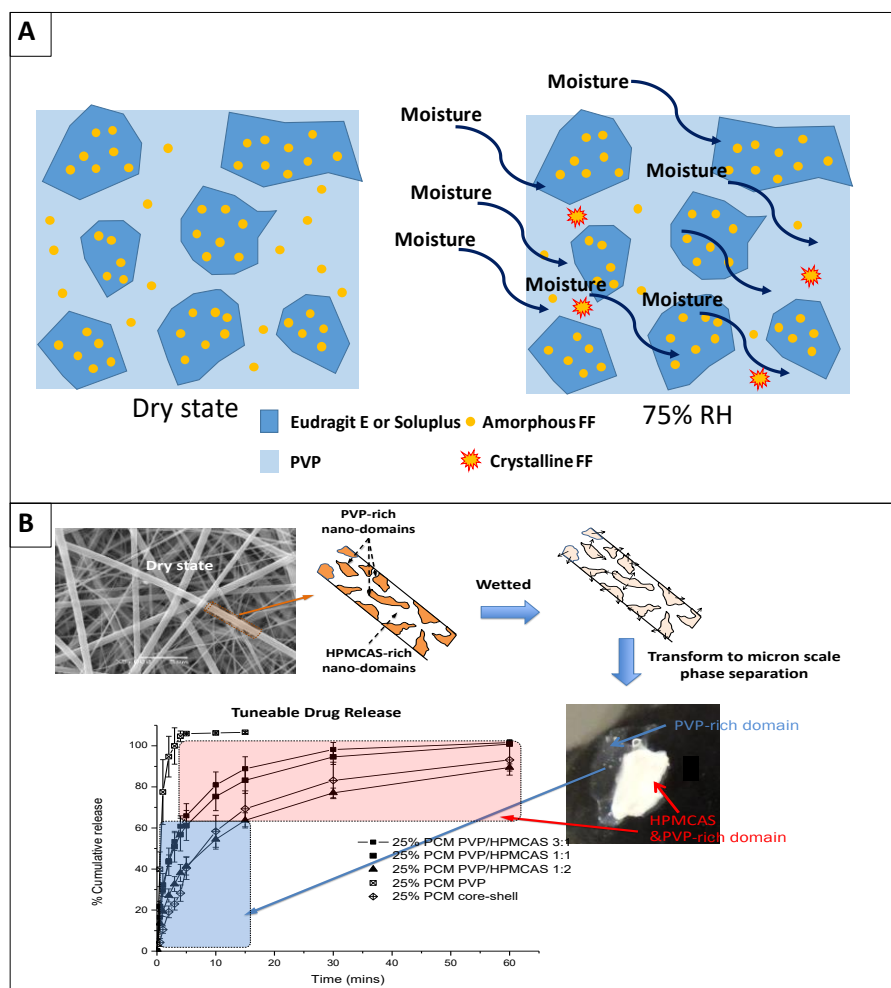 A
Moisture
Moisture
Moisture
Moisture
Moisture
Moisture
Moisture
Dry state
75% RH
Eudragit E or Soluplus
Amorphous FF
PVP
Crystalline FF
B
Dry state
PVP-rich
nano-domains
HPMCAS-rich
nano-domains
Wetted
Transform to micron scale
phase separation
PVP-rich domain
HPMCAS
&PVP-rich domain
Tuneable Drug Release
% Cumulative release
100
80
60
40
20
0
25% PCM PVP/HPMCAS 3:1
25% PCM PVP/HPMCAS 1:1
25% PCM PVP/HPMCAS 1:2
25% PCM PVP
25% PCM core-shell
0
10
20
30
40
50
60
Time (mins)